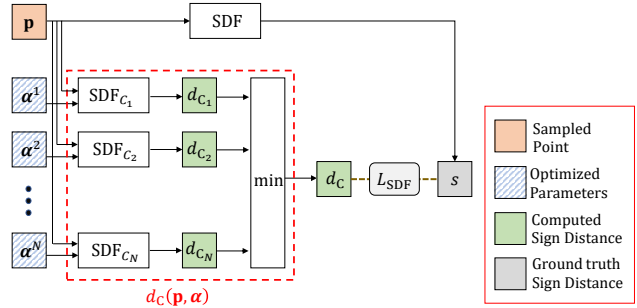 p
SDF
α¹
SDF_C₁
d_C₁
α²
SDF_C₂
d_C₂
min
d_C
L_SDF
s
αᴺ
SDF_C_N
d_C_N
d_C(p, α)
Sampled
Point
Optimized
Parameters
Computed
Sign Distance
Ground truth
Sign Distance